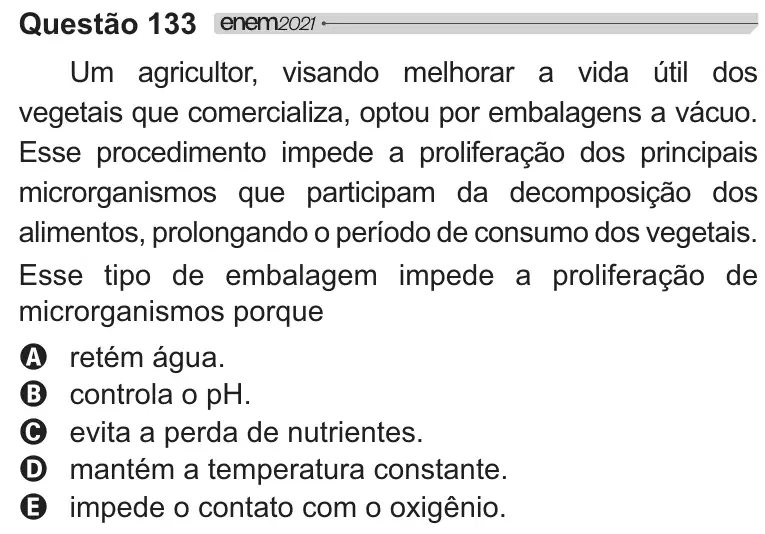 Questão 133 enem2021
Um agricultor, visando melhorar a vida útil dos
vegetais que comercializa, optou por embalagens a vácuo.
Esse procedimento impede a proliferação dos principais
microrganismos que participam da decomposição dos
alimentos, prolongando o período de consumo dos vegetais.
Esse tipo de embalagem impede a proliferação de
microrganismos porque
A retém água.
B controla o pH.
C evita a perda de nutrientes.
D mantém a temperatura constante.
E impede o contato com o oxigênio.